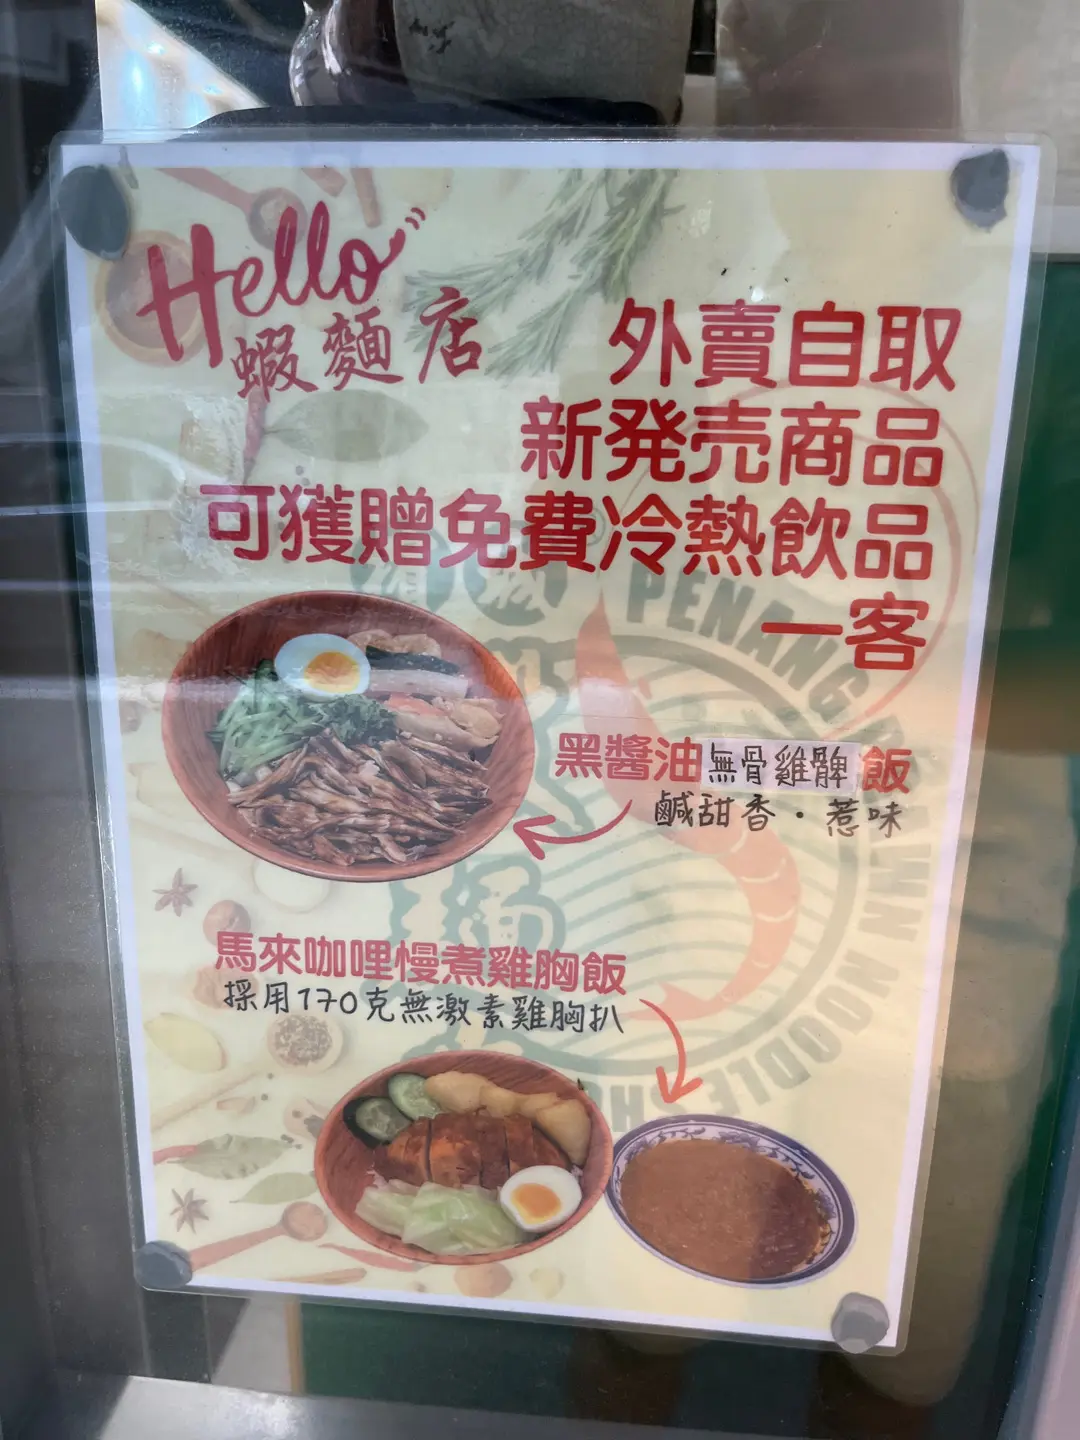 Hello
蝦麵店
外賣自取
新発売商品
可獲贈免費冷熱飲品
一客
PENANG PRAWN NOODLE SHOP
黑醬油無骨雞髀飯
鹹甜香・惹味
馬來咖哩慢煮雞胸飯
採用170克無激素雞胸扒